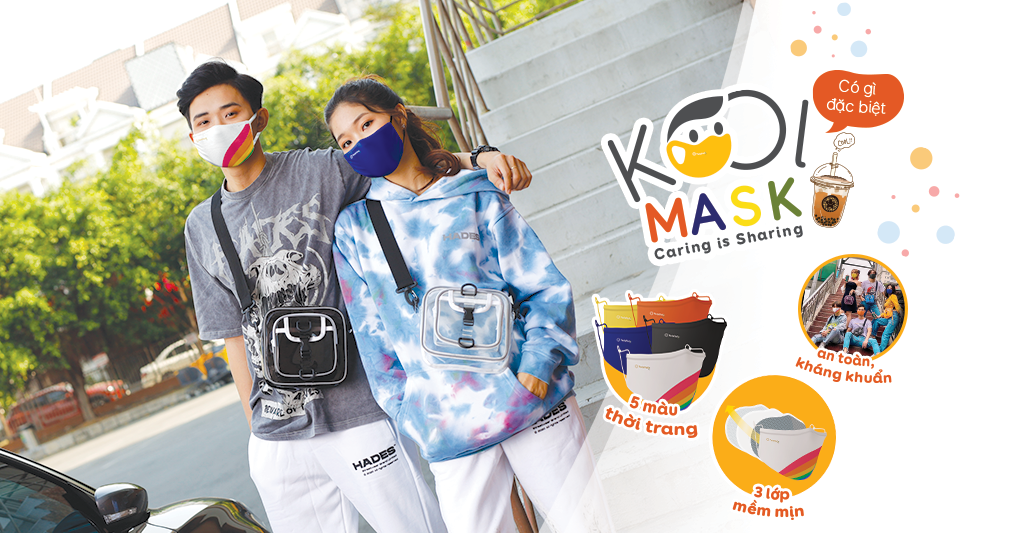 KOOI
MASK
Caring is Sharing
Có gì
đặc biệt
an toàn,
kháng khuẩn
5 màu
thời trang
3 lớp
mềm mịn
HADES
HADES
HADES